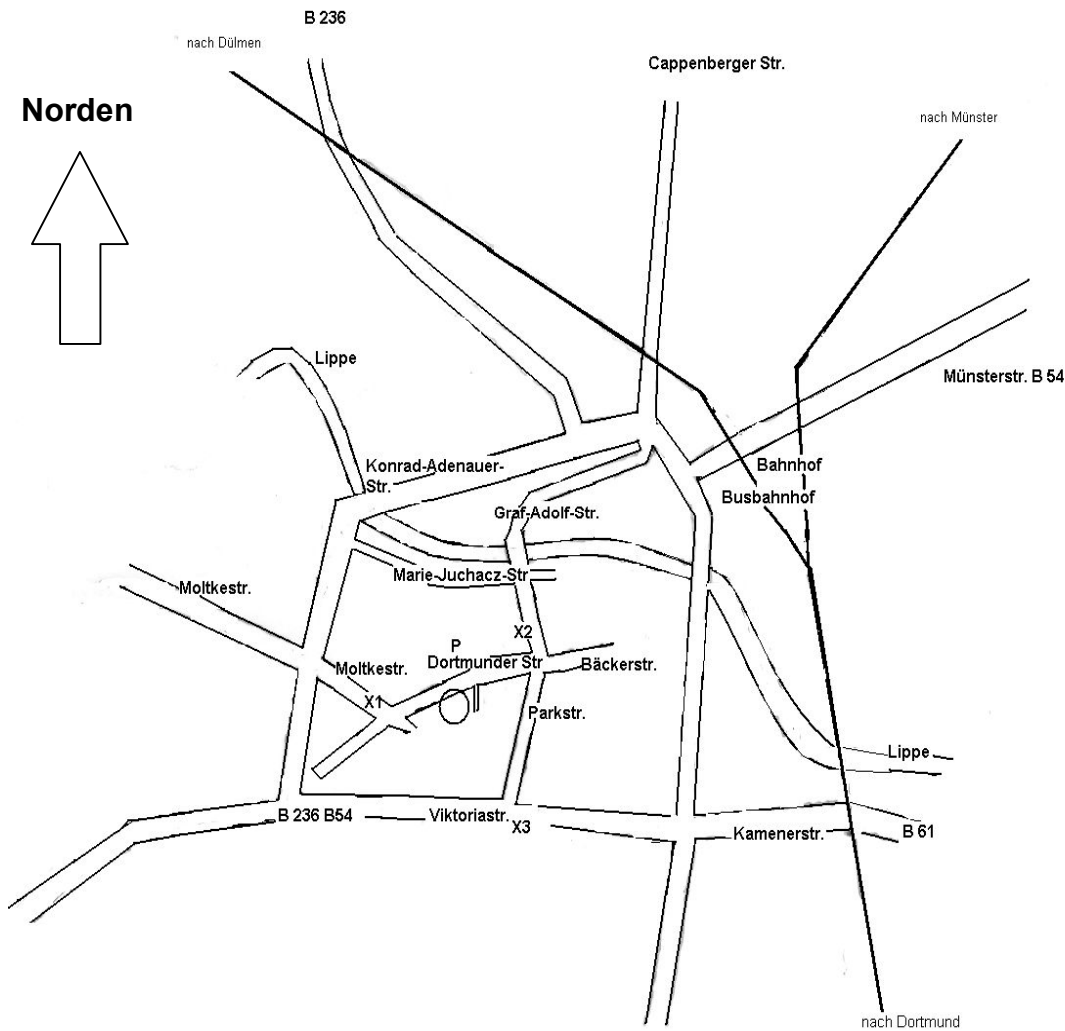 B 236
nach Dülmen
Cappenberger Str.
Norden
nach Münster
Lippe
Münsterstr. B 54
Konrad-Adenauer-
Str.
Bahnhof
Busbahnhof
Graf-Adolf-Str.
Marie-Juchacz-Str
Moltkestr.
X2
P
Moltkestr.
Dortmunder Str
Bäckerstr.
X1
Parkstr.
Lippe
B 236 B54
Viktoriastr.
X3
Kamenerstr.
B 61
nach Dortmund